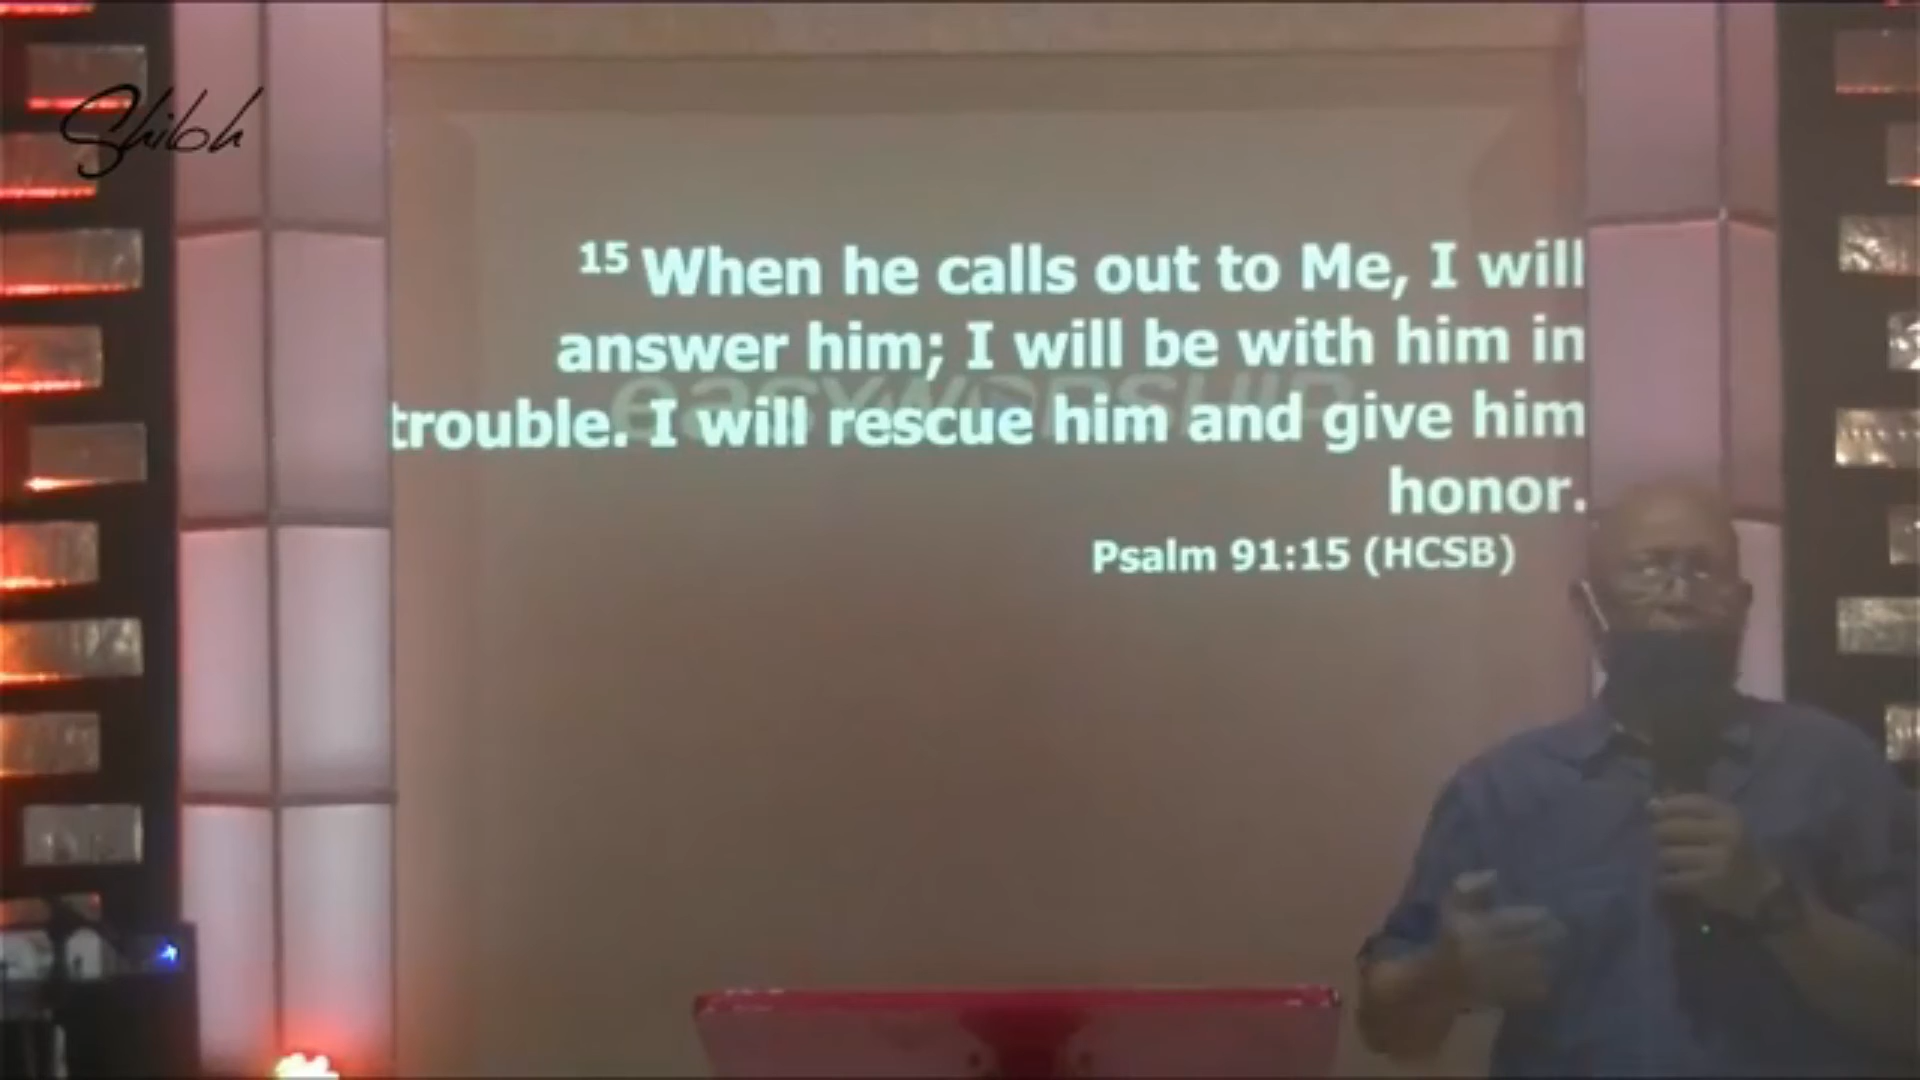 Shiloh
15 When he calls out to Me, I will
answer him; I will be with him in
easyworship
trouble. I will rescue him and give him
honor.
Psalm 91:15 (HCSB)